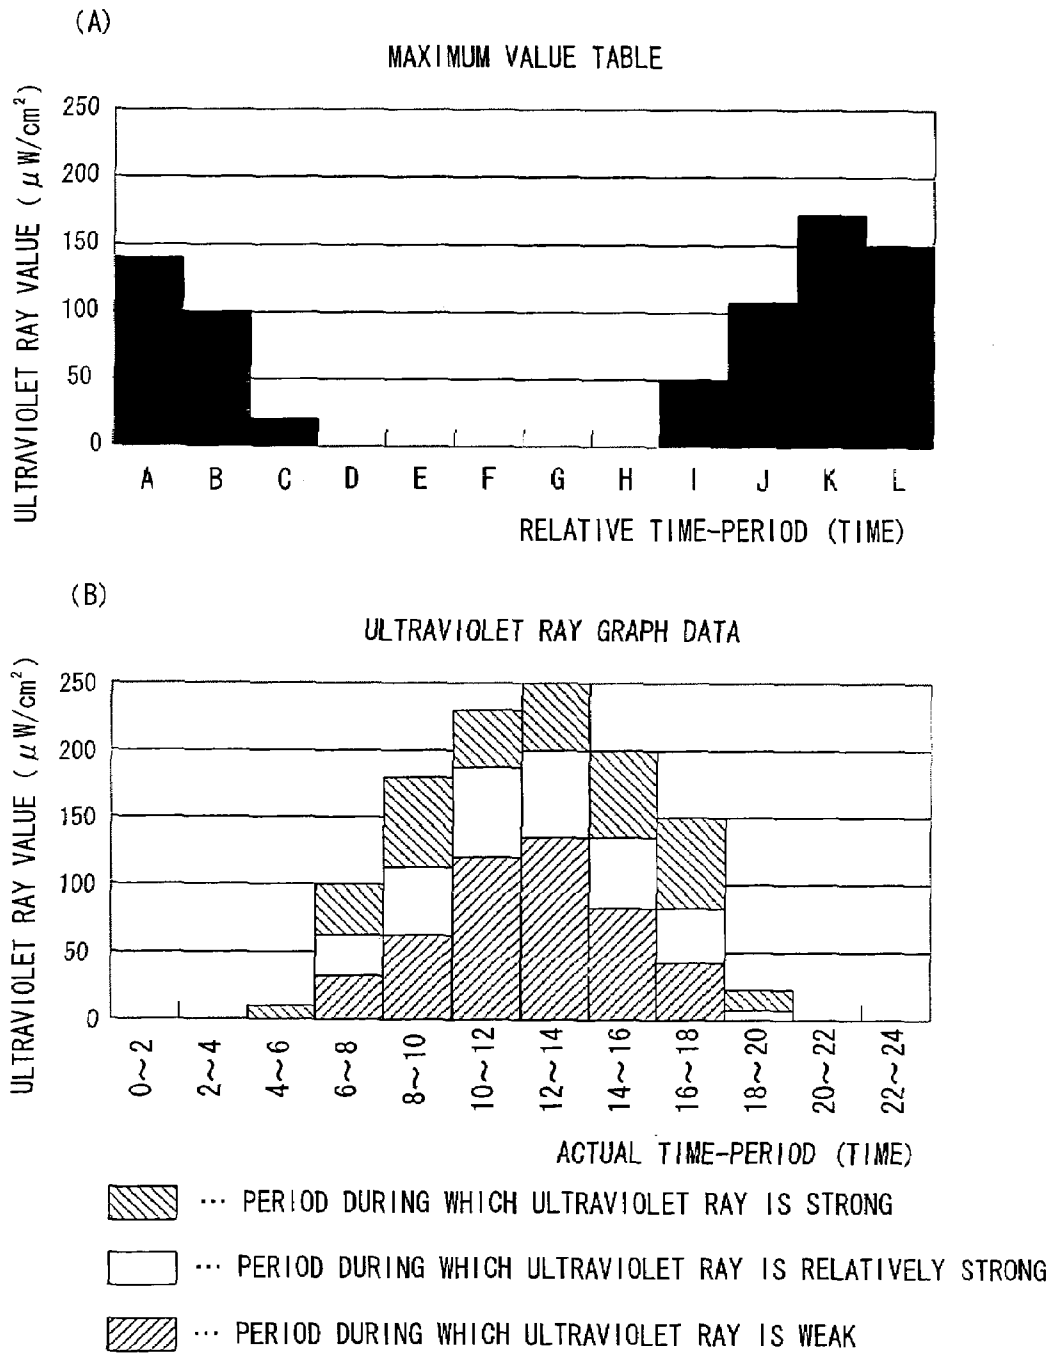 (A)
MAXIMUM VALUE TABLE
ULTRAVIOLET RAY VALUE (μW/cm²)
250
200
150
100
50
0
A B C D E F G H I J K L
RELATIVE TIME-PERIOD (TIME)
(B)
ULTRAVIOLET RAY GRAPH DATA
ULTRAVIOLET RAY VALUE (μW/cm²)
250
200
150
100
50
0
0~2 2~4 4~6 6~8 8~10 10~12 12~14 14~16 16~18 18~20 20~22 22~24
ACTUAL TIME-PERIOD (TIME)
··· PERIOD DURING WHICH ULTRAVIOLET RAY IS STRONG
··· PERIOD DURING WHICH ULTRAVIOLET RAY IS RELATIVELY STRONG
··· PERIOD DURING WHICH ULTRAVIOLET RAY IS WEAK